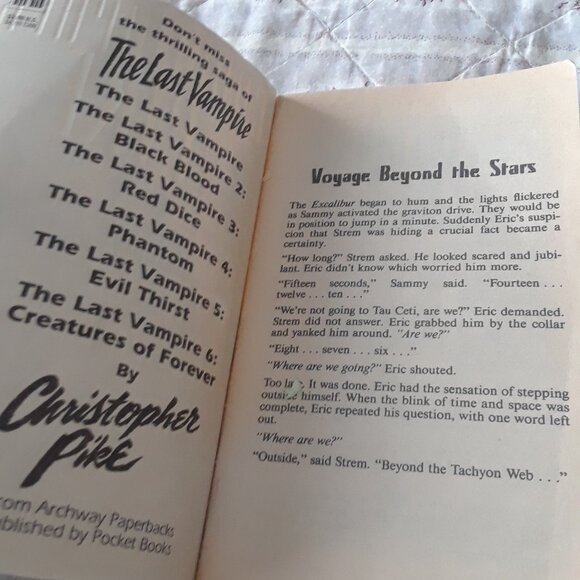 Don't miss
the thrilling saga of
The Last Vampire
The Last Vampire
The Last Vampire 2:
Black Blood
The Last Vampire 3:
Red Dice
The Last Vampire 4:
Phantom
The Last Vampire 5:
Evil Thirst
The Last Vampire 6:
Creatures of Forever
By
Christopher
Pike
Archway Paperbacks
by Pocket Books
Voyage Beyond the Stars
The Excalibur began to hum and the lights flickered
as Sammy activated the graviton drive. They would be
in position to jump in a minute. Suddenly Eric's suspi-
cion that Strem was hiding a crucial fact became a
certainty.
"How long?" Strem asked. He looked scared and jubi-
lant. Eric didn't know which worried him more.
"Fifteen seconds," Sammy said. "Fourteen . . .
twelve . . . ten . . ."
"We're not going to Tau Ceti, are we?" Eric demanded.
Strem did not answer. Eric grabbed him by the collar
and yanked him around. "Are we?"
"Eight . . . seven . . . six . . ."
"Where are we going?" Eric shouted.
Too It was done. Eric had the sensation of stepping
outside himself. When the blink of time and space was
complete, Eric repeated his question, with one word left
out.
"Where are we?"
"Outside," said Strem. "Beyond the Tachyon Web . . ."